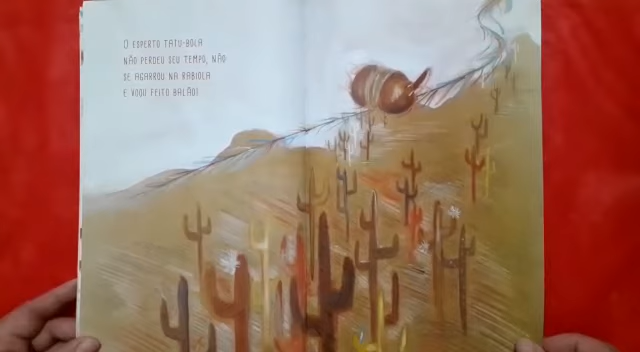 O ESPERTO TATU-BOLA
NÃO PERDEU SEU TEMPO, NÃO
SE AGARROU NA RABIOLA
E VOOU FEITO BALÃO!